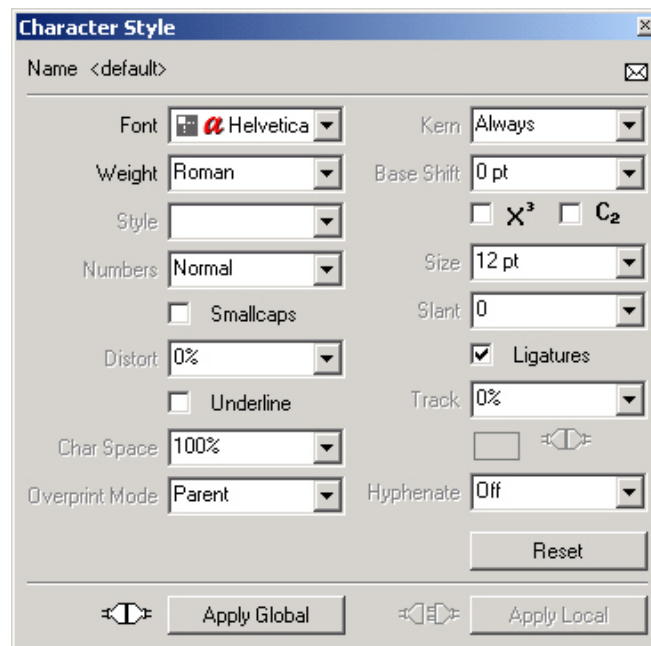 Character Style
Name <default>
Font a Helvetica Kern Always
Weight Roman Base Shift 0 pt
Style X³ C₂
Numbers Normal Size 12 pt
Smallcaps Slant 0
Distort 0% Ligatures
Underline Track 0%
Char Space 100%
Overprint Mode Parent Hyphenate Off
Reset
Apply Global Apply Local